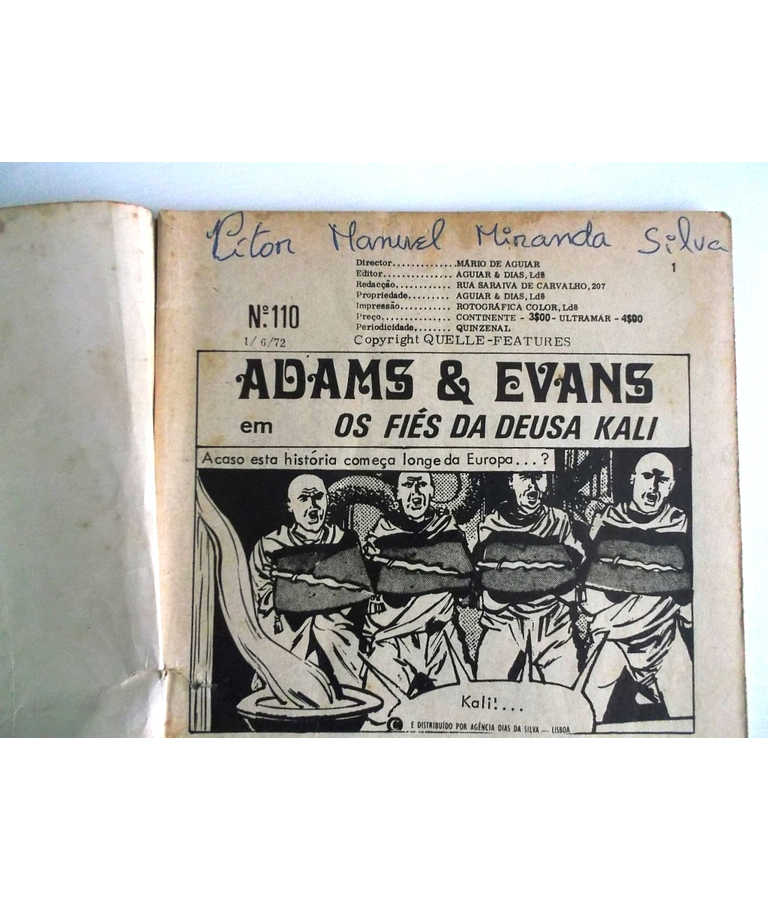 Vítor Manuel Miranda Silva
1
Director.............MÁRIO DE AGUIAR
Editor...............AGUIAR & DIAS, Ldª
Redacção............RUA SARAIVA DE CARVALHO, 207
Propriedade.........AGUIAR & DIAS, Ldª
Impressão...........ROTOGRÁFICA COLOR, Ldª
Preço...............CONTINENTE - 3$00 - ULTRAMAR - 4$00
Periodicidade........QUINZENAL
Copyright QUELLE-FEATURES
Nº. 110
1/6/72
ADAMS & EVANS
em OS FIÉS DA DEUSA KALI
Acaso esta história começa longe da Europa...?
Kali!...
E DISTRIBUÍDO POR AGÊNCIA DIAS DA SILVA — LISBOA